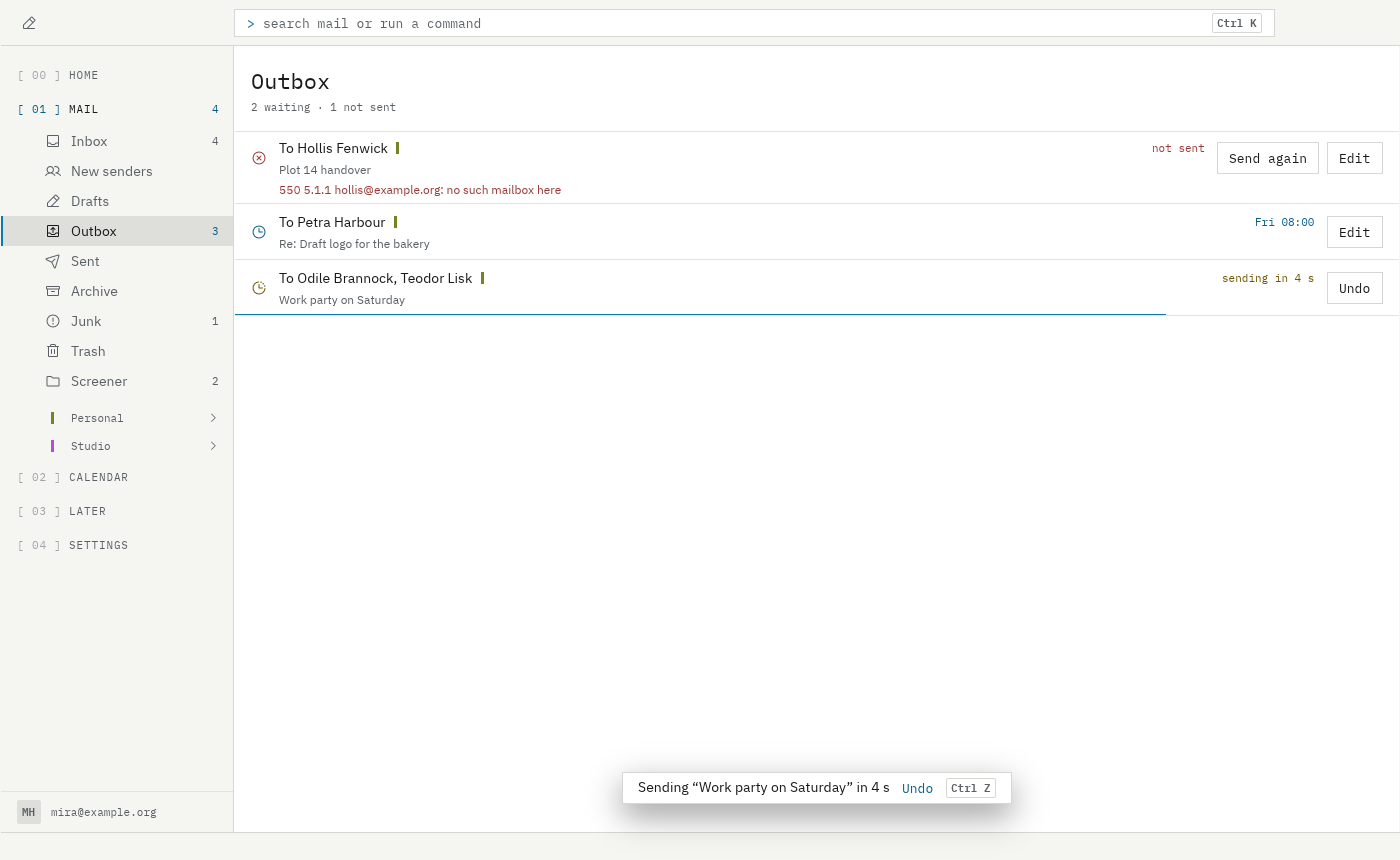 > search mail or run a command Ctrl K
[ 00 ] HOME
[ 01 ] MAIL 4
Inbox 4
New senders
Drafts
Outbox 3
Sent
Archive
Junk 1
Trash
Screener 2
Personal
Studio
[ 02 ] CALENDAR
[ 03 ] LATER
[ 04 ] SETTINGS
MH mira@example.org
Outbox
2 waiting · 1 not sent
To Hollis Fenwick not sent Send again Edit
Plot 14 handover
550 5.1.1 hollis@example.org: no such mailbox here
To Petra Harbour Fri 08:00 Edit
Re: Draft logo for the bakery
To Odile Brannock, Teodor Lisk sending in 4 s Undo
Work party on Saturday
Sending “Work party on Saturday” in 4 s Undo Ctrl Z